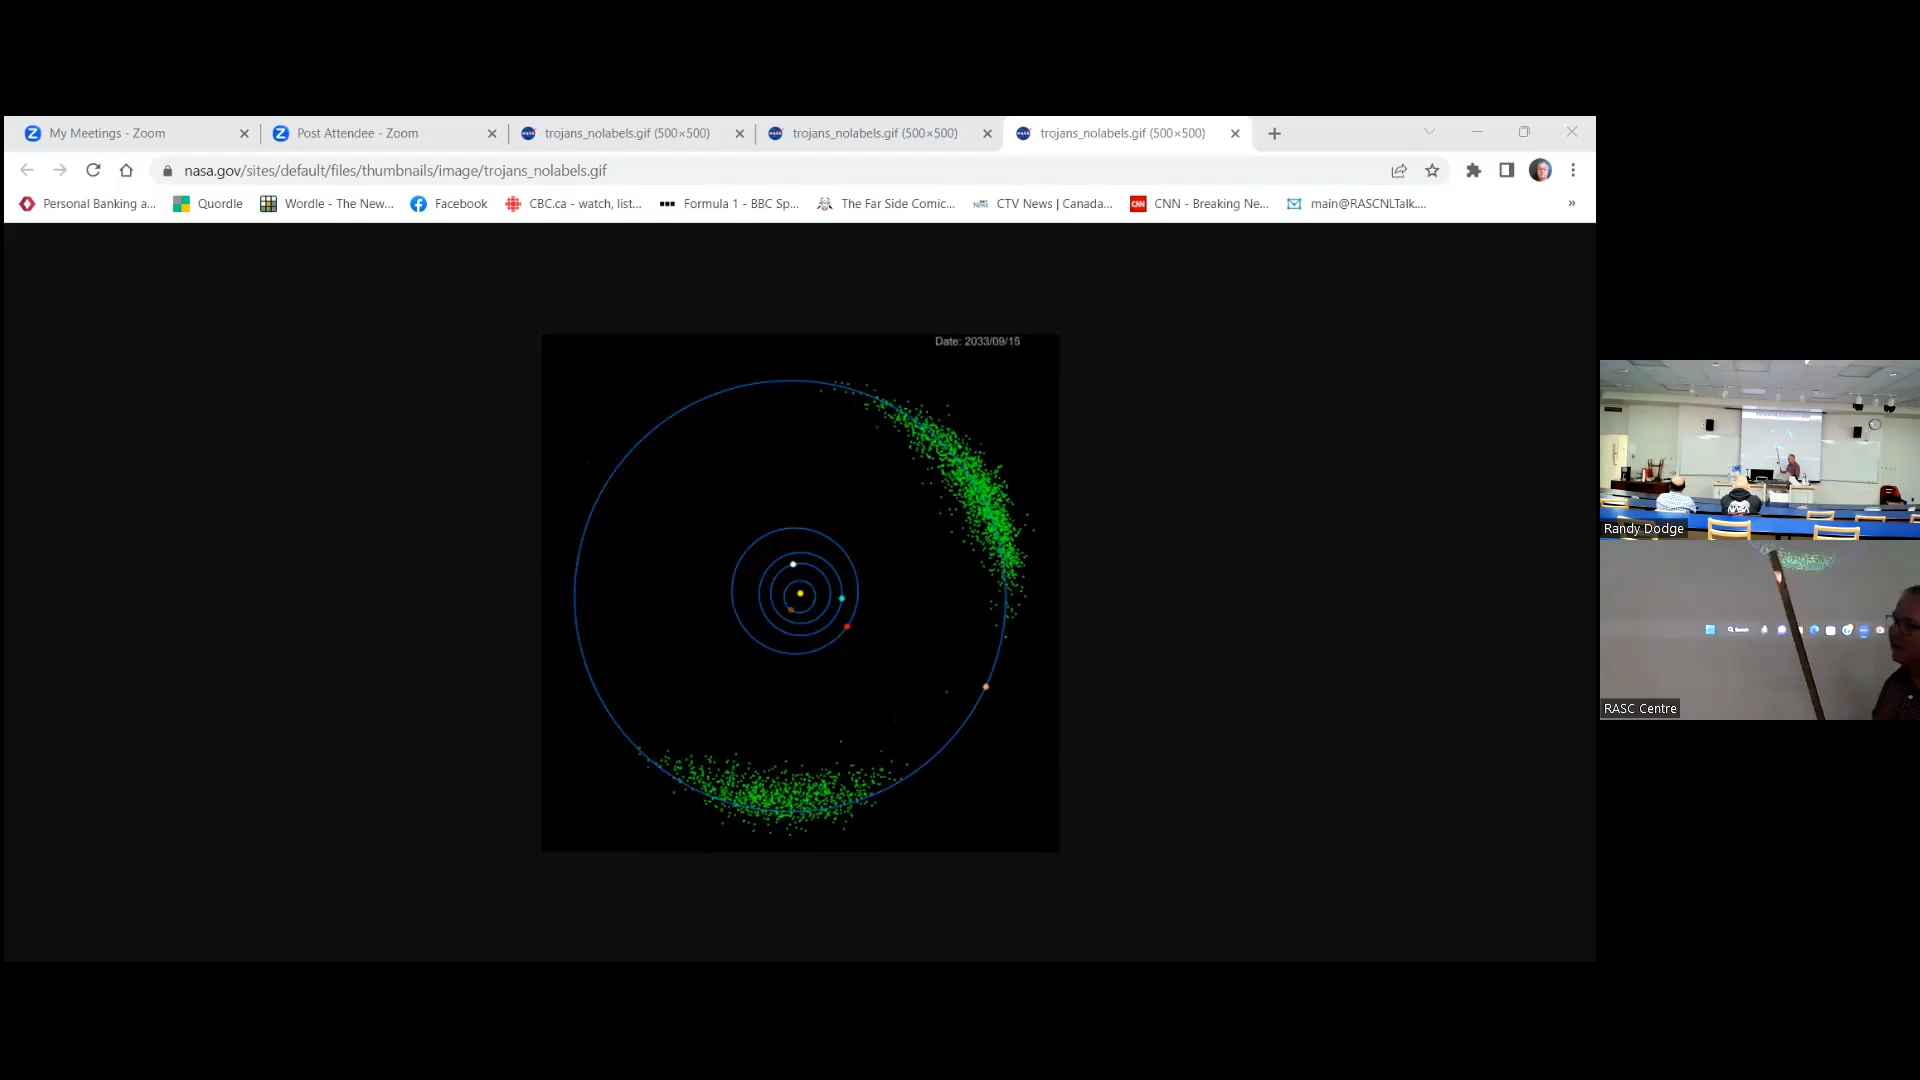 My Meetings - Zoom
Post Attendee - Zoom
trojans_nolabels.gif (500×500)
trojans_nolabels.gif (500×500)
trojans_nolabels.gif (500×500)
nasa.gov/sites/default/files/thumbnails/image/trojans_nolabels.gif
Personal Banking a...
Quordle
Wordle - The New...
Facebook
CBC.ca - watch, list...
Formula 1 - BBC Sp...
The Far Side Comic...
CTV News | Canada...
CNN - Breaking Ne...
main@RASCNLTalk....
Date: 2033/09/15
NASA
Randy Dodge
Search
RASC Centre